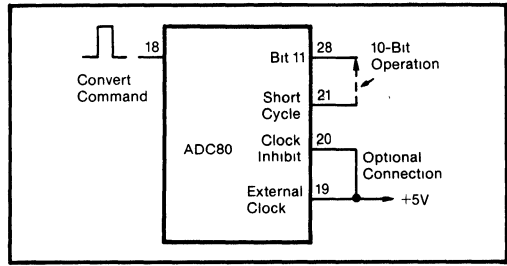 18
Convert
Command
ADC80
Bit 11
28
10-Bit
Operation
Short
Cycle
21
Clock
Inhibit
20
Optional
Connection
External
Clock
19
+5V